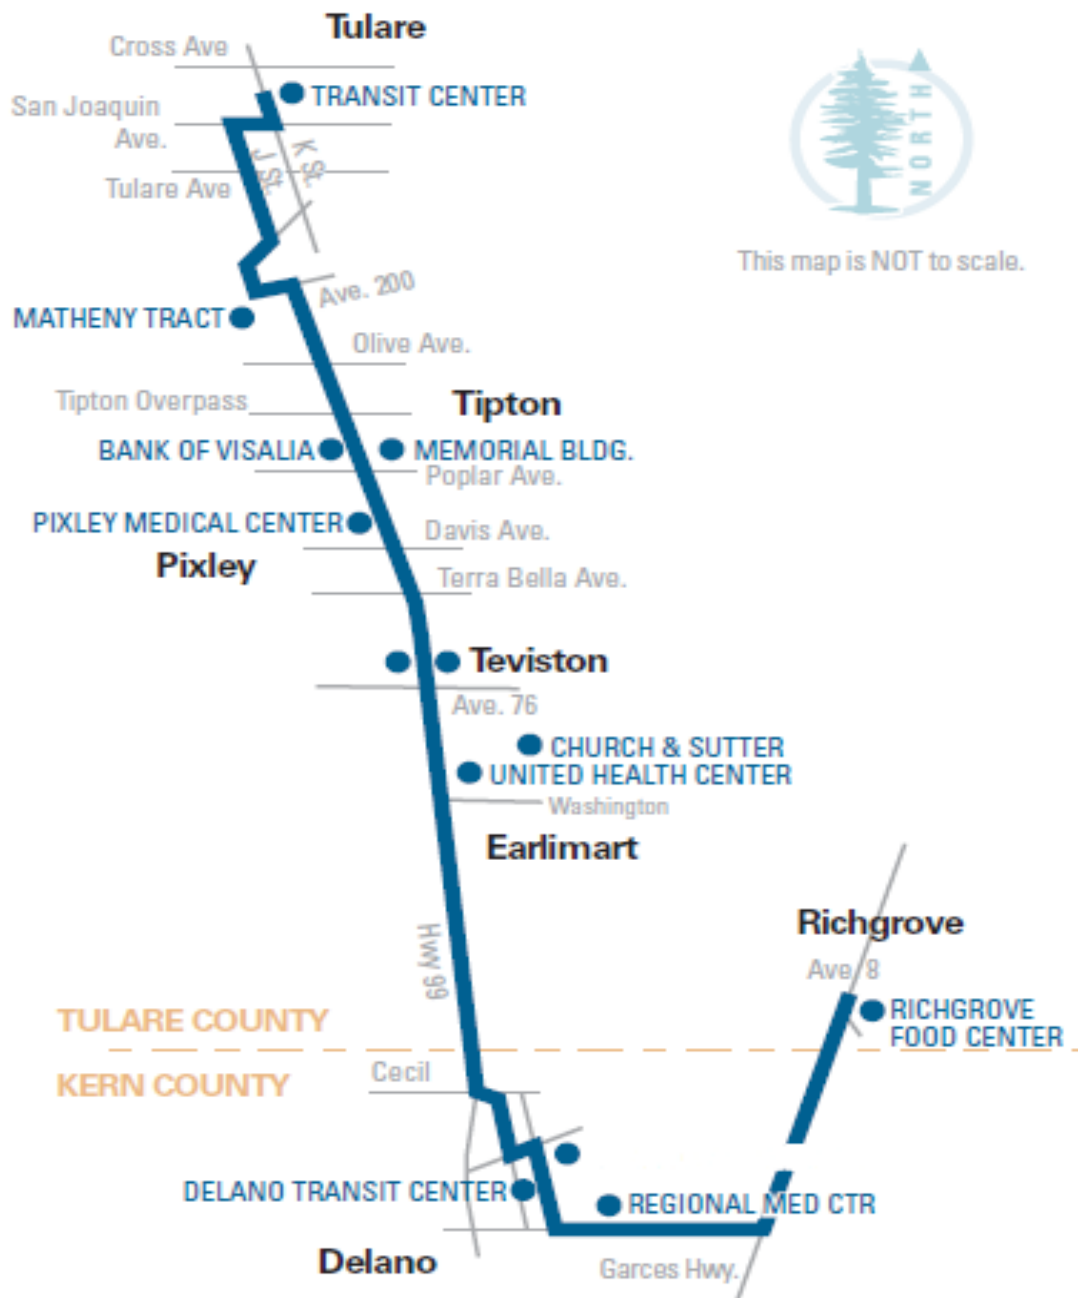 Tulare
Cross Ave
TRANSIT CENTER
San Joaquin
Ave.
K St.
J St.
Tulare Ave
NORTH
This map is NOT to scale.
Ave. 200
MATHENY TRACT
Olive Ave.
Tipton Overpass
Tipton
BANK OF VISALIA
MEMORIAL BLDG.
Poplar Ave.
PIXLEY MEDICAL CENTER
Davis Ave.
Pixley
Terra Bella Ave.
Teviston
Ave. 76
CHURCH & SUTTER
UNITED HEALTH CENTER
Washington
Earlimart
Richgrove
Hwy 99
Ave. 8
RICHGROVE
FOOD CENTER
TULARE COUNTY
KERN COUNTY
Cecil
DELANO TRANSIT CENTER
REGIONAL MED CTR
Delano
Garces Hwy.